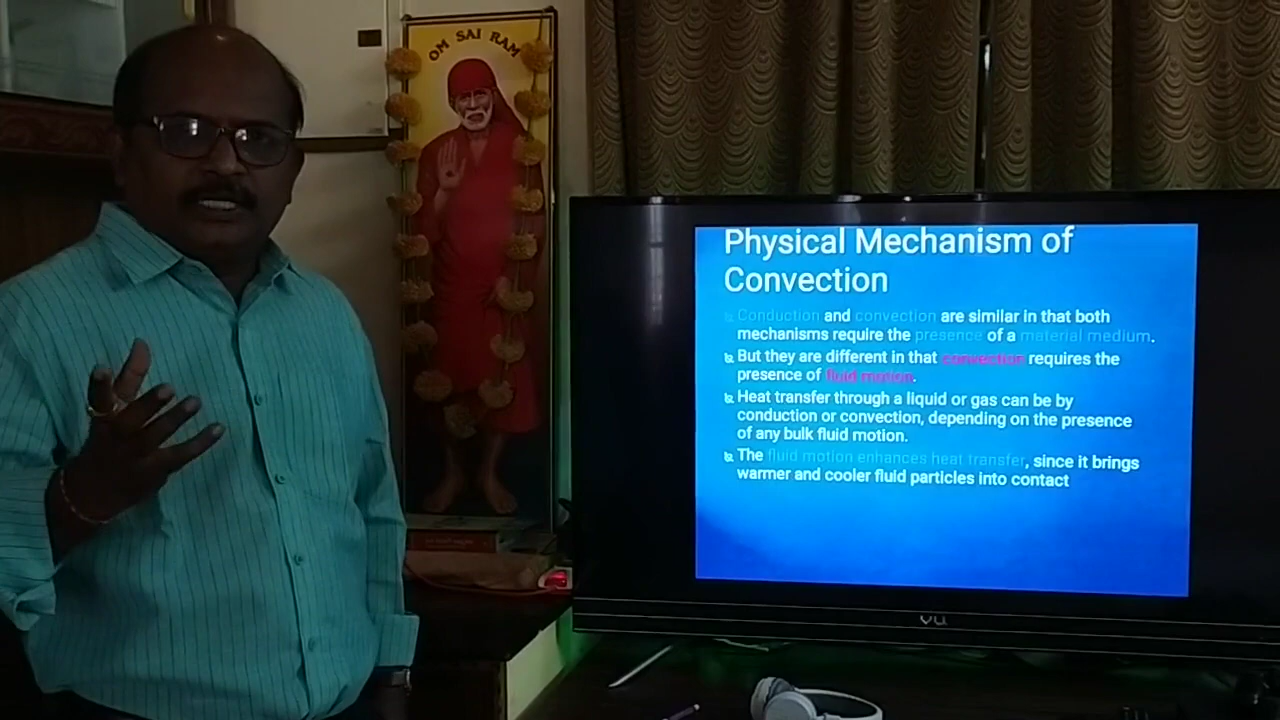 OM SAI RAM
Physical Mechanism of
Convection
Conduction and convection are similar in that both
mechanisms require the presence of a material medium.
But they are different in that convection requires the
presence of fluid motion.
Heat transfer through a liquid or gas can be by
conduction or convection, depending on the presence
of any bulk fluid motion.
The fluid motion enhances heat transfer, since it brings
warmer and cooler fluid particles into contact
VU